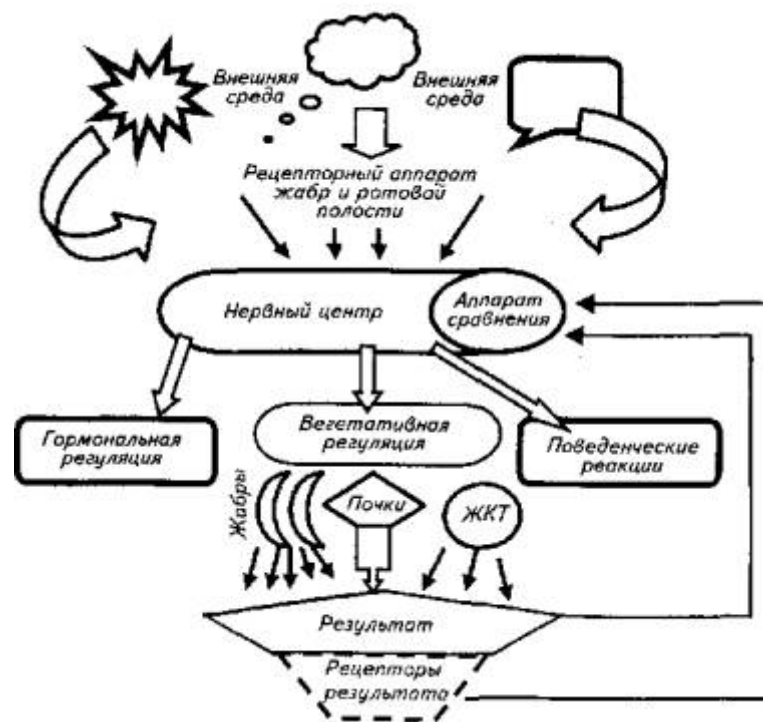 Внешняя
среда
Внешняя
среда
Рецепторный аппарат
жабр и ротовой
полости
Нервный центр
Аппарат
сравнения
Гормональная
регуляция
Вегетативная
регуляция
Поведенческие
реакции
Жабры
Почки
ЖКТ
Результат
Рецепторы
результата